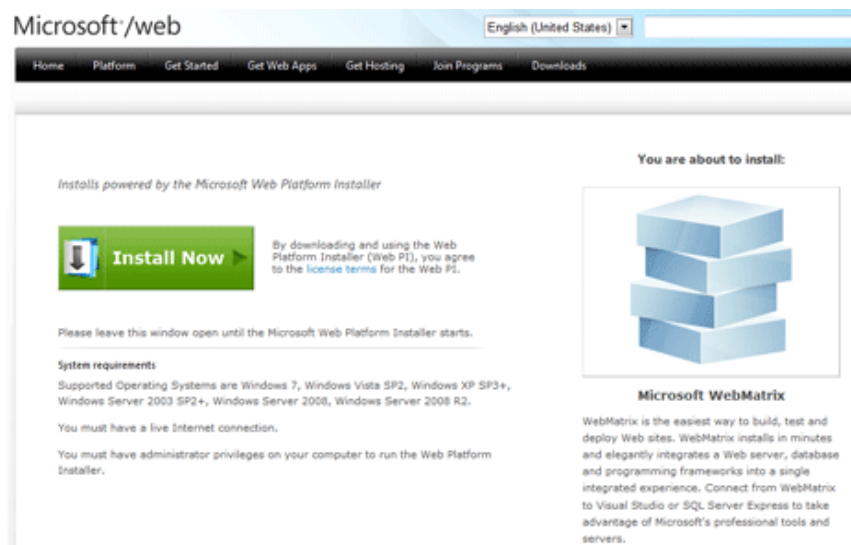 Microsoft®/web
English (United States)
Home Platform Get Started Get Web Apps Get Hosting Join Programs Downloads
Installs powered by the Microsoft Web Platform Installer
Install Now
By downloading and using the Web
Platform Installer (Web PI), you agree
to the license terms for the Web PI.
Please leave this window open until the Microsoft Web Platform Installer starts.
System requirements
Supported Operating Systems are Windows 7, Windows Vista SP2, Windows XP SP3+,
Windows Server 2003 SP2+, Windows Server 2008, Windows Server 2008 R2.
You must have a live Internet connection.
You must have administrator privileges on your computer to run the Web Platform
Installer.
You are about to install:
Microsoft WebMatrix
WebMatrix is the easiest way to build, test and
deploy Web sites. WebMatrix installs in minutes
and elegantly integrates a Web server, database
and programming frameworks into a single
integrated experience. Connect from WebMatrix
to Visual Studio or SQL Server Express to take
advantage of Microsoft's professional tools and
servers.